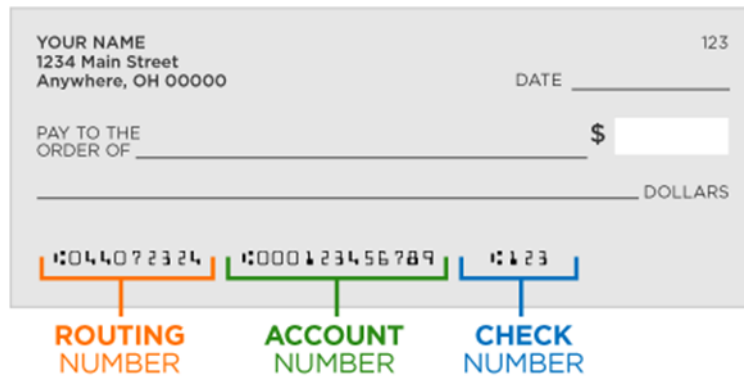 YOUR NAME 123
1234 Main Street
Anywhere, OH 00000
DATE
PAY TO THE
ORDER OF $
DOLLARS
⑆044072324 ⑆000123456789 ⑆123
ROUTING ACCOUNT CHECK
NUMBER NUMBER NUMBER